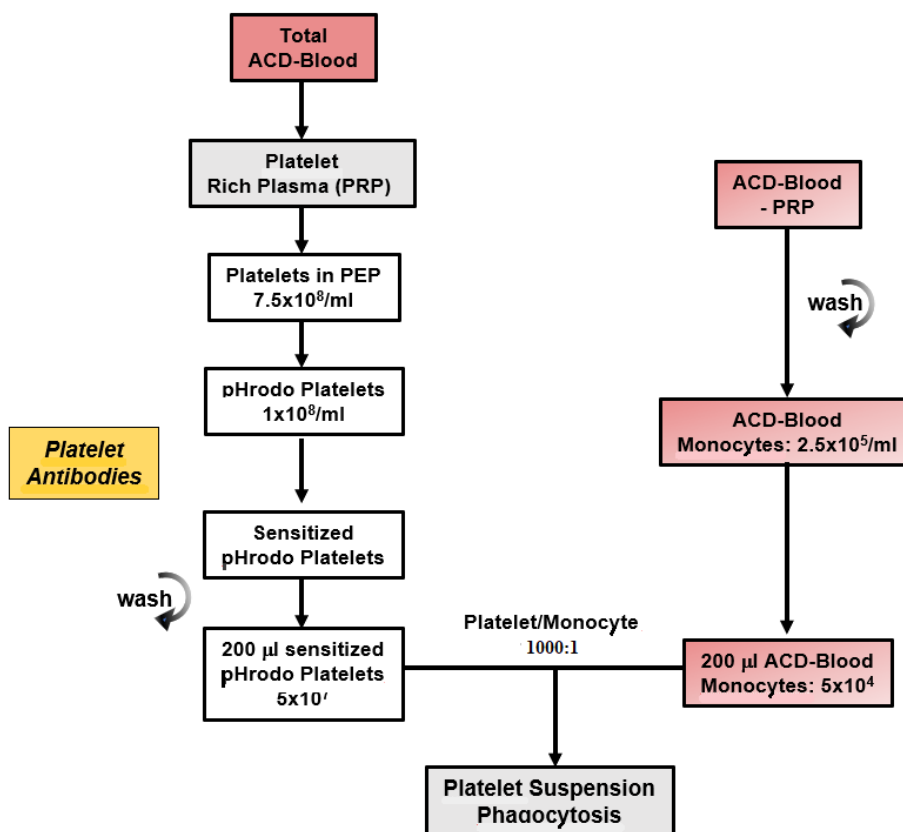 Total
ACD-Blood
Platelet
Rich Plasma (PRP)
Platelets in PEP
7.5x10⁸/ml
pHrodo Platelets
1x10⁸/ml
Platelet
Antibodies
Sensitized
pHrodo Platelets
wash
200 µl sensitized
pHrodo Platelets
5x10⁷
ACD-Blood
- PRP
wash
ACD-Blood
Monocytes: 2.5x10⁵/ml
200 µl ACD-Blood
Monocytes: 5x10⁴
Platelet/Monocyte
1000:1
Platelet Suspension
Phagocytosis